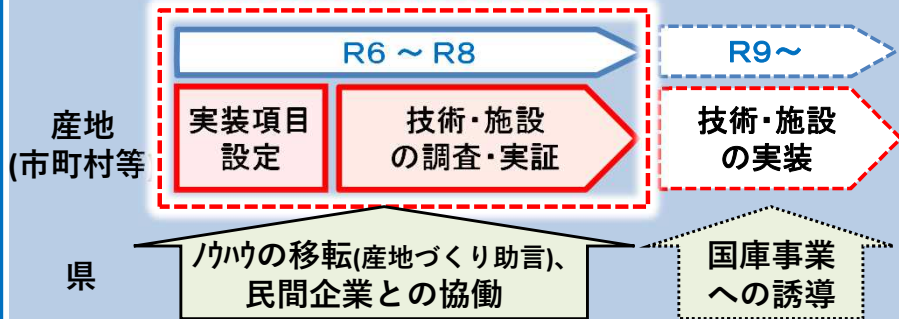 R6 ~ R8
R9~
産地
(市町村等)
実装項目
設定
技術・施設
の調査・実証
技術・施設
の実装
県
ﾉｳﾊｳの移転(産地づくり助言)、
民間企業との協働
国庫事業
への誘導